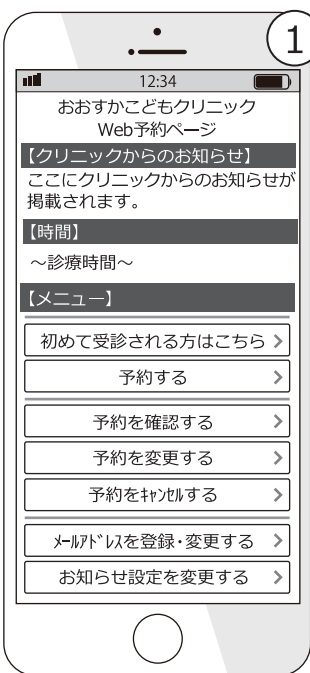 ①
12:34
おおすかこどもクリニック
Web予約ページ
【クリニックからのお知らせ】
ここにクリニックからのお知らせが
掲載されます。
【時間】
～診療時間～
【メニュー】
初めて受診される方はこちら
予約する
予約を確認する
予約を変更する
予約をｷｬﾝｾﾙする
ﾒｰﾙｱﾄﾞﾚｽを登録・変更する
お知らせ設定を変更する